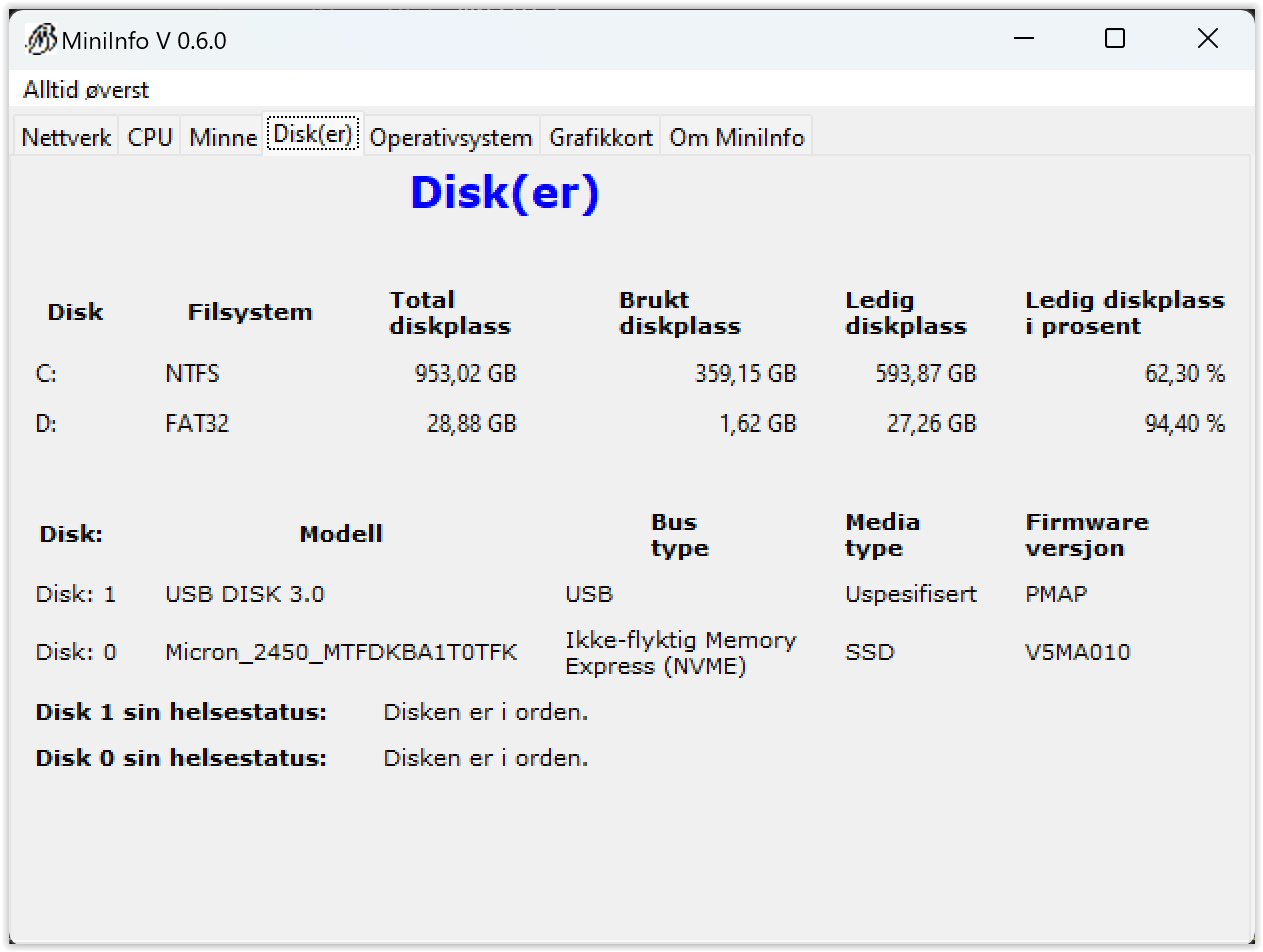 MiniInfo V 0.6.0
Alltid øverst
Nettverk CPU Minne Disk(er) Operativsystem Grafikkort Om MiniInfo
Disk(er)
Disk Filsystem Total diskplass Brukt diskplass Ledig diskplass Ledig diskplass i prosent
C: NTFS 953,02 GB 359,15 GB 593,87 GB 62,30 %
D: FAT32 28,88 GB 1,62 GB 27,26 GB 94,40 %
Disk: Modell Bus type Media type Firmware versjon
Disk: 1 USB DISK 3.0 USB Uspesifisert PMAP
Disk: 0 Micron_2450_MTFDKBA1T0TFK Ikke-flyktig Memory Express (NVME) SSD V5MA010
Disk 1 sin helsestatus: Disken er i orden.
Disk 0 sin helsestatus: Disken er i orden.